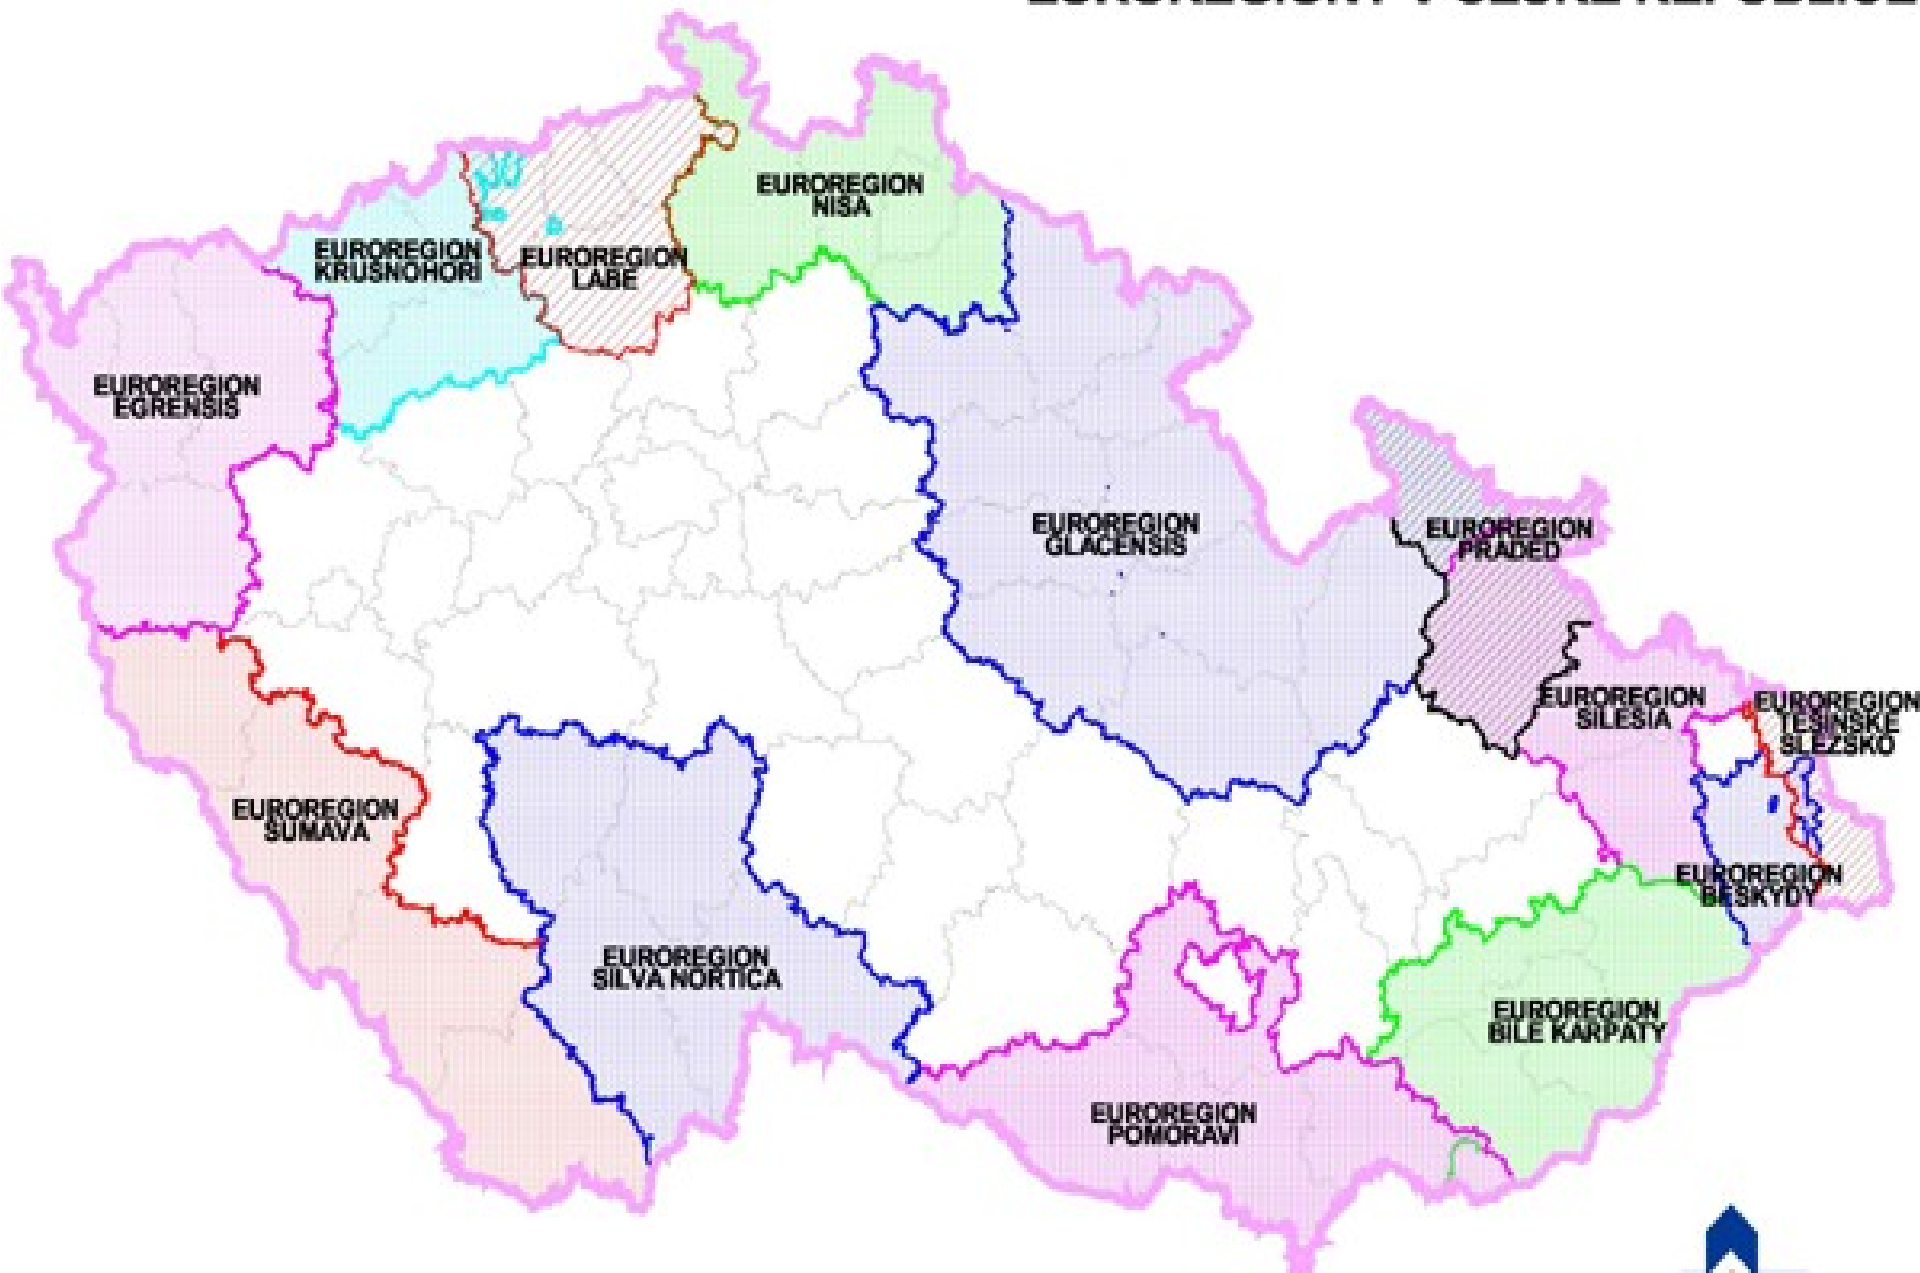 EUROREGION
NISA
EUROREGION
KRUSNOHORI
EUROREGION
LABE
EUROREGION
EGRENSIS
EUROREGION
GLACENSIS
EUROREGION
PRADED
EUROREGION
SILESIA
EUROREGION
TESINSKE
SLEZSKO
EUROREGION
SUMAVA
EUROREGION
BESKYDY
EUROREGION
SILVA NORTICA
EUROREGION
BILE KARPATY
EUROREGION
POMORAVI